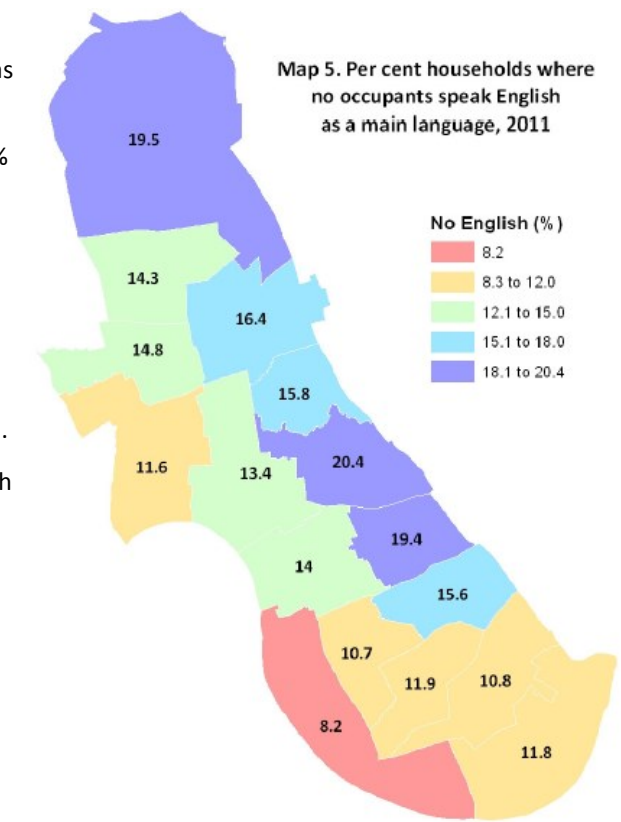 as
%
.
h
Map 5. Per cent households where
no occupants speak English
as a main language, 2011
No English (%)
8.2
8.3 to 12.0
12.1 to 15.0
15.1 to 18.0
18.1 to 20.4
19.5
14.3
16.4
14.8
15.8
11.6
13.4
20.4
19.4
14
15.6
10.7
11.9
10.8
8.2
11.8